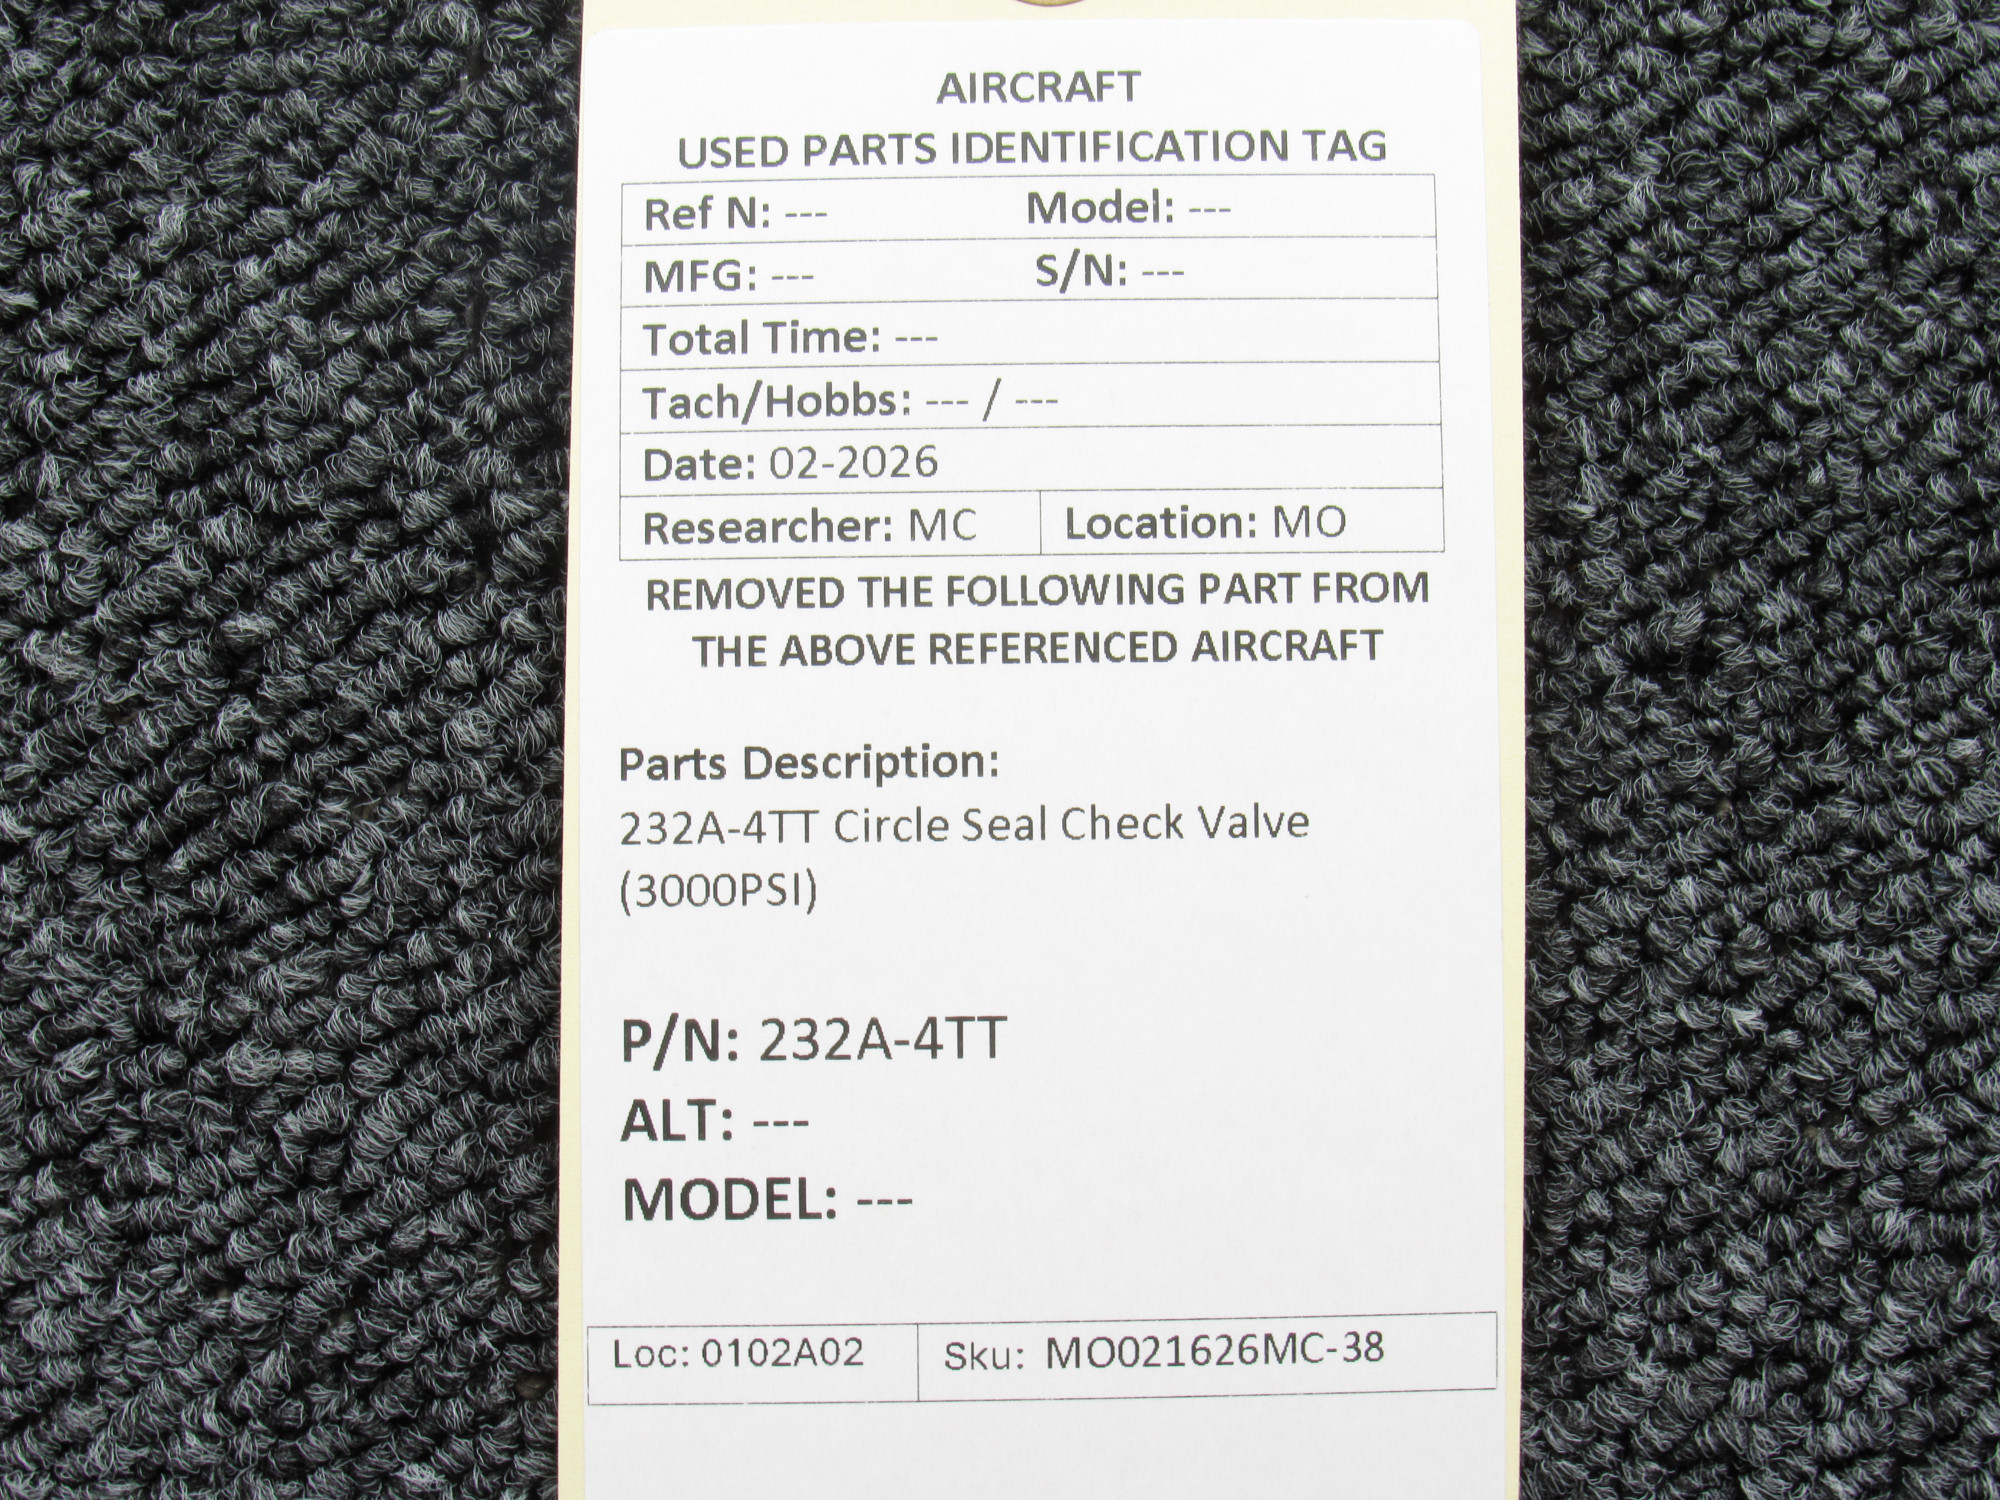 AIRCRAFT
USED PARTS IDENTIFICATION TAG
Ref N: --- Model: ---
MFG: --- S/N: ---
Total Time: ---
Tach/Hobbs: --- / ---
Date: 02-2026
Researcher: MC Location: MO
REMOVED THE FOLLOWING PART FROM
THE ABOVE REFERENCED AIRCRAFT
Parts Description:
232A-4TT Circle Seal Check Valve
(3000PSI)
P/N: 232A-4TT
ALT: ---
MODEL: ---
Loc: 0102A02 Sku: MO021626MC-38